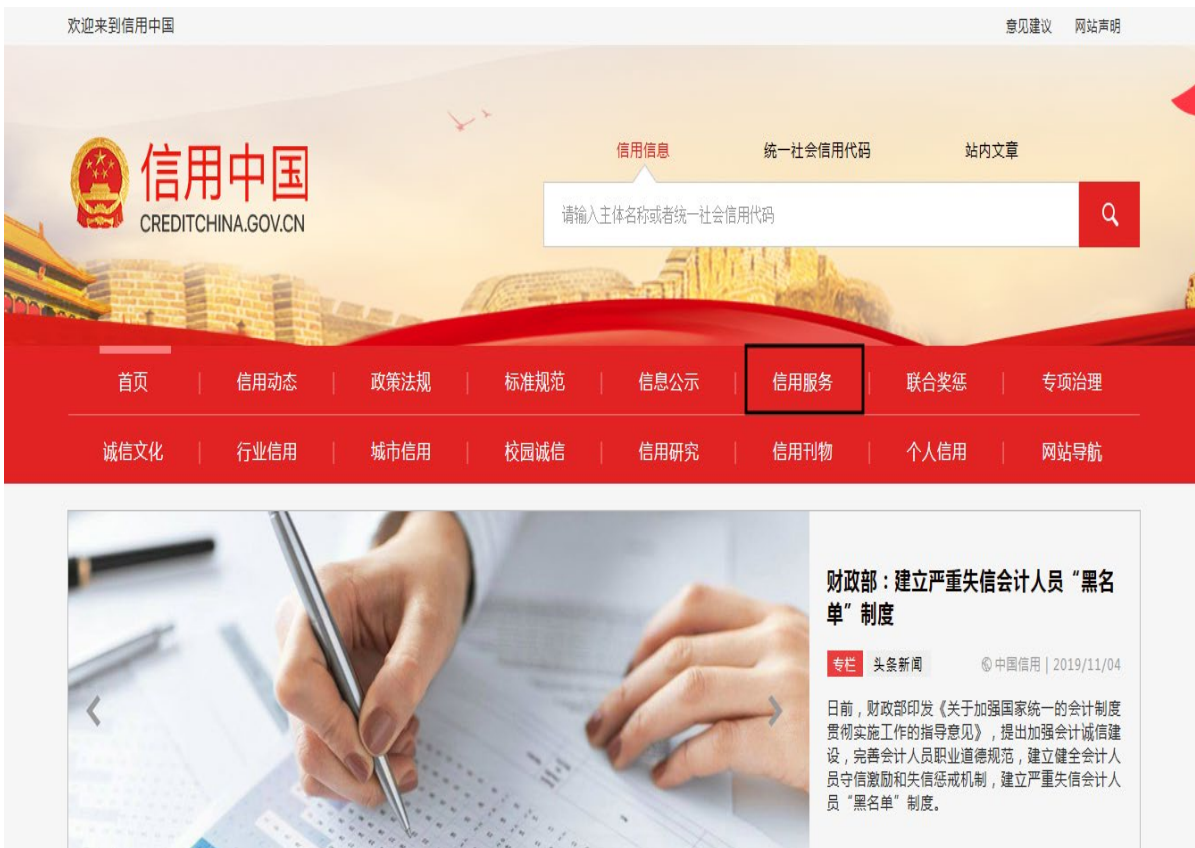 欢迎来到信用中国
意见建议 网站声明
信用中国
CREDITCHINA.GOV.CN
信用信息 统一社会信用代码 站内文章
请输入主体名称或者统一社会信用代码
首页 信用动态 政策法规 标准规范 信息公示 信用服务 联合奖惩 专项治理
诚信文化 行业信用 城市信用 校园诚信 信用研究 信用刊物 个人信用 网站导航
财政部：建立严重失信会计人员“黑名
单”制度
专栏 头条新闻 中国信用 | 2019/11/04
日前，财政部印发《关于加强国家统一的会计制度
贯彻实施工作的指导意见》，提出加强会计诚信建
设，完善会计人员职业道德规范，建立健全会计人
员守信激励和失信惩戒机制，建立严重失信会计人
员“黑名单”制度。